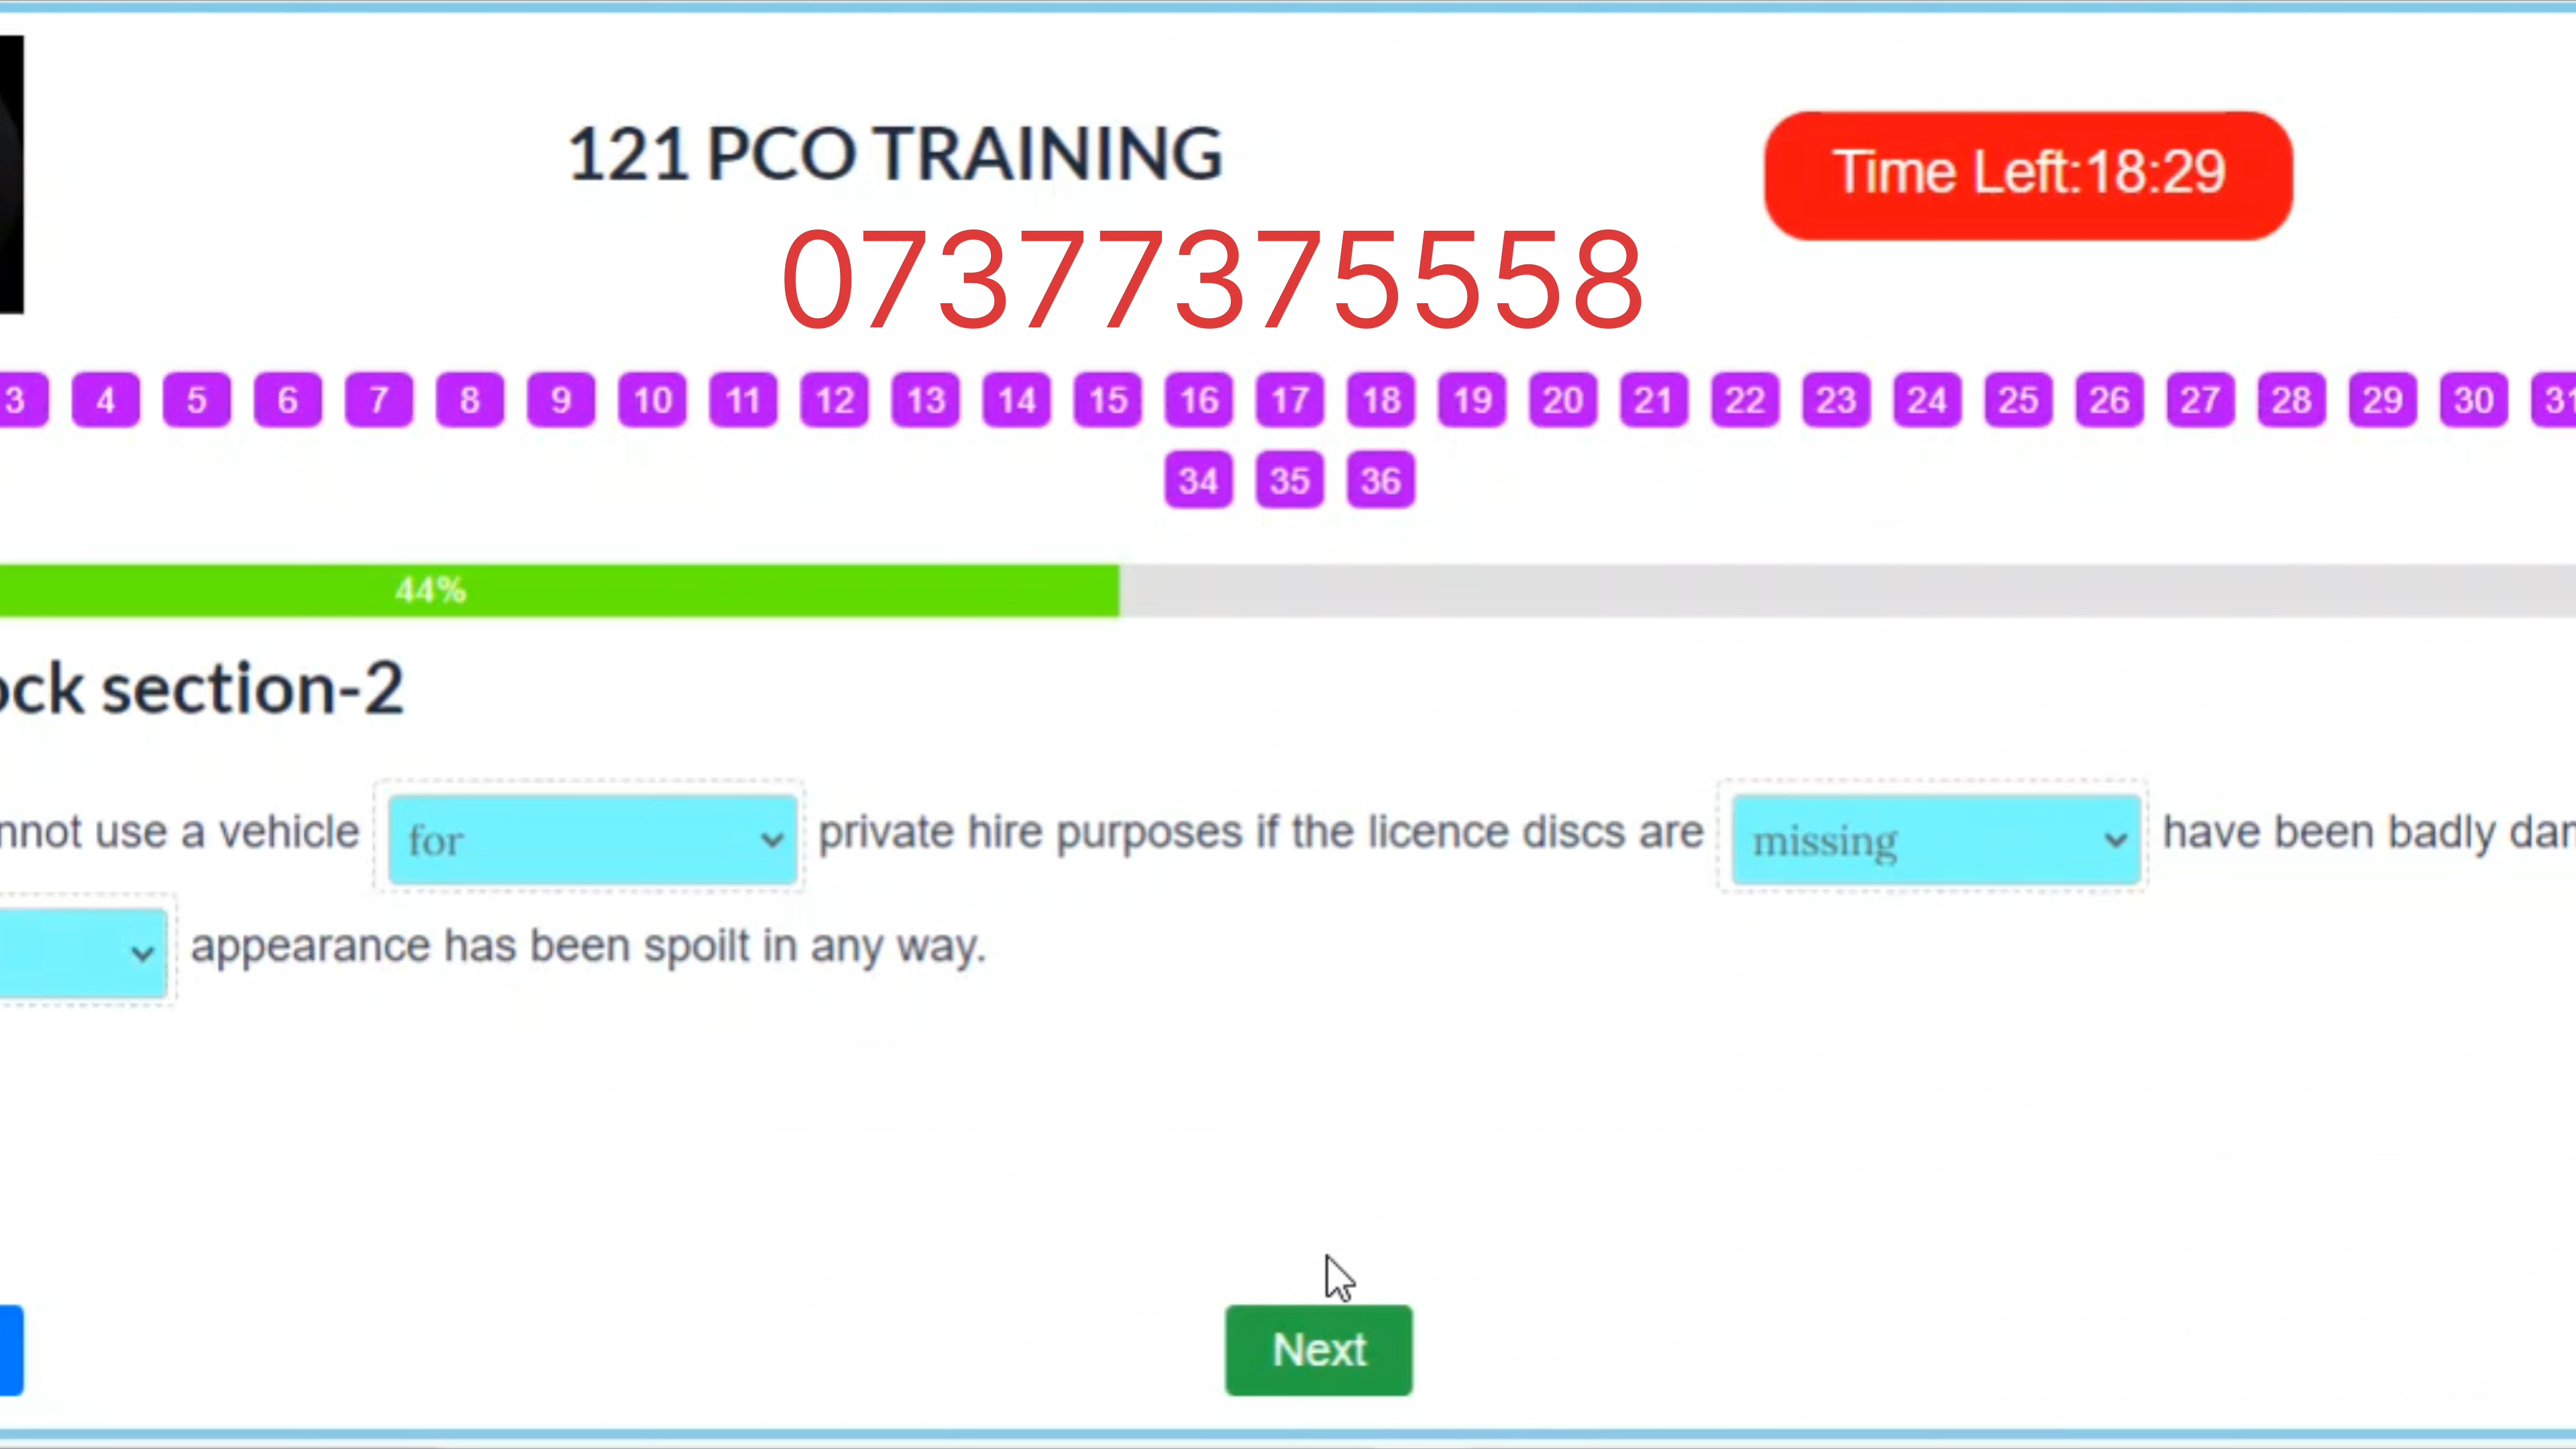 121 PCO TRAINING
Time Left:18:29
07377375558
3 4 5 6 7 8 9 10 11 12 13 14 15 16 17 18 19 20 21 22 23 24 25 26 27 28 29 30 31
34 35 36
44%
ock section-2
nnot use a vehicle for private hire purposes if the licence discs are missing have been badly dam
appearance has been spoilt in any way.
Next